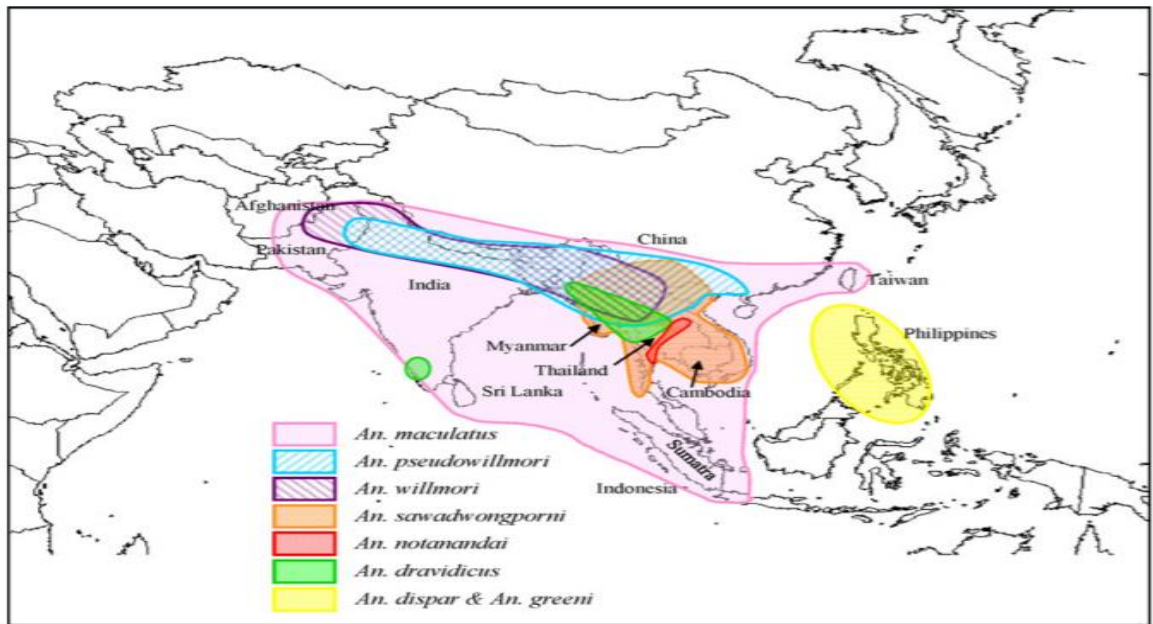 Afghanistan
China
Pakistan
India
Taiwan
Philippines
Myanmar
Thailand
Sri Lanka
Cambodia
Sumatra
Indonesia
An. maculatus
An. pseudowillmori
An. willmori
An. sawadwongporni
An. notanandai
An. dravidicus
An. dispar & An. greeni